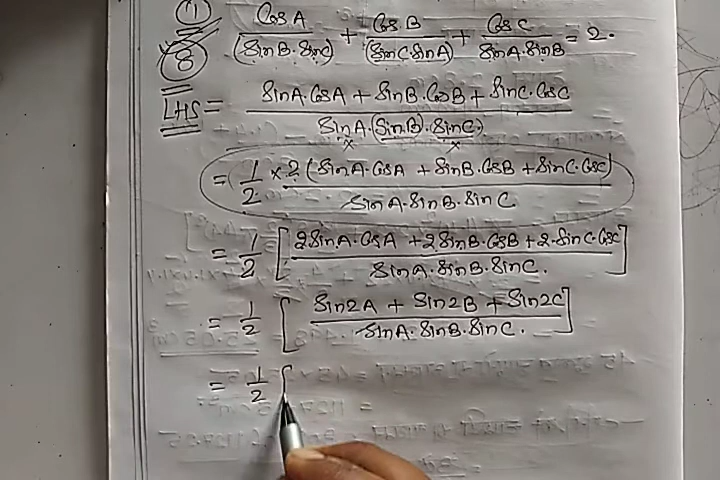 ① cosA/(sinB·sinC) + cosB/(sinC·sinA) + cosC/(sinA·sinB) = 2.
⑧
LHS = (sinA·cosA + sinB·cosB + sinC·cosC)/(sinA·(sinB)·sinC)
= 1/2 × 2(sinA·cosA + sinB·cosB + sinC·cosC)/(sinA·sinB·sinC)
= 1/2 [(2sinA·cosA + 2sinB·cosB + 2·sinC·cosC)/(sinA·sinB·sinC.)]
= 1/2 [(sin2A + sin2B + sin2C)/(sinA·sinB·sinC.)]
= 1/2 [